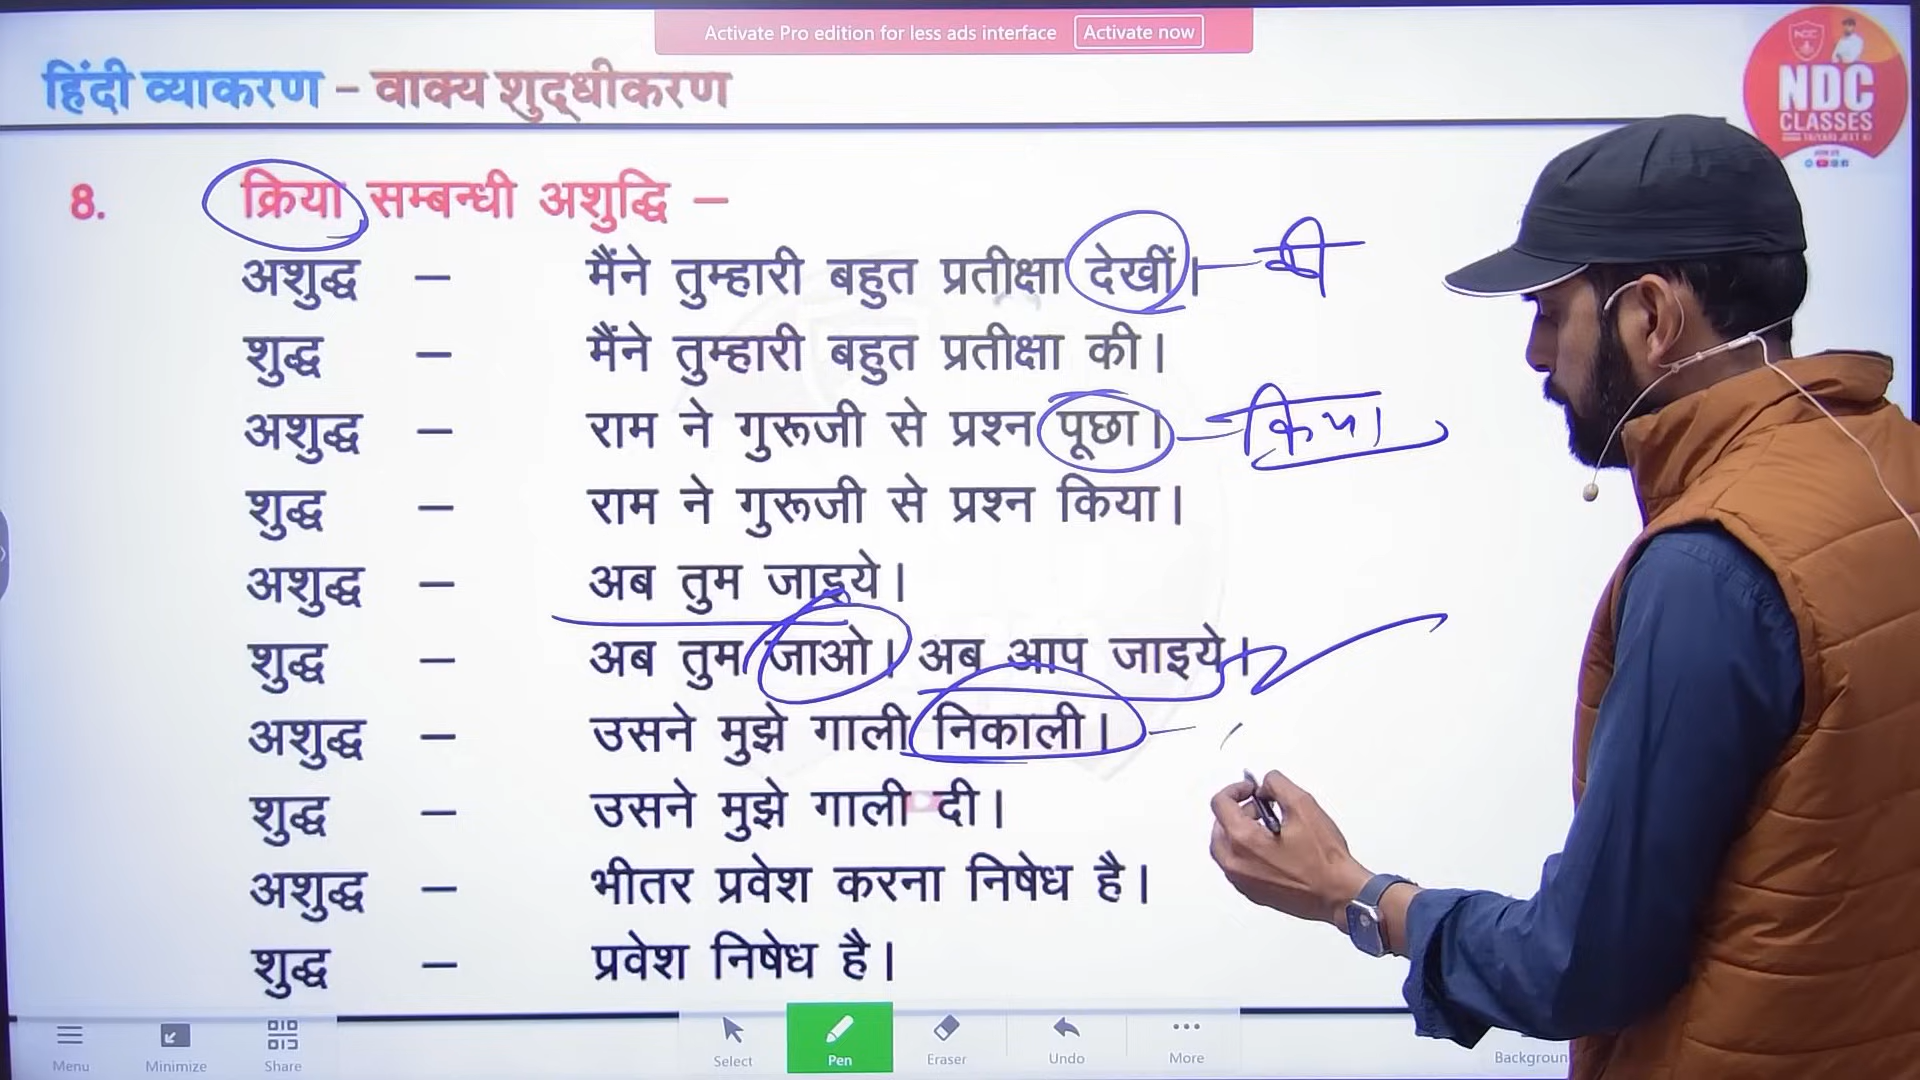 Activate Pro edition for less ads interface Activate now
हिंदी व्याकरण – वाक्य शुद्धीकरण
NCC
NDC
CLASSES
8. क्रिया सम्बन्धी अशुद्धि –
अशुद्ध – मैंने तुम्हारी बहुत प्रतीक्षा देखीं। की
शुद्ध – मैंने तुम्हारी बहुत प्रतीक्षा की।
अशुद्ध – राम ने गुरूजी से प्रश्न पूछा। किया
शुद्ध – राम ने गुरूजी से प्रश्न किया।
अशुद्ध – अब तुम जाइये।
शुद्ध – अब तुम जाओ। अब आप जाइये।
अशुद्ध – उसने मुझे गाली निकाली।
शुद्ध – उसने मुझे गाली दी।
अशुद्ध – भीतर प्रवेश करना निषेध है।
शुद्ध – प्रवेश निषेध है।
Menu Minimize Share Select Pen Eraser Undo More Backgroun